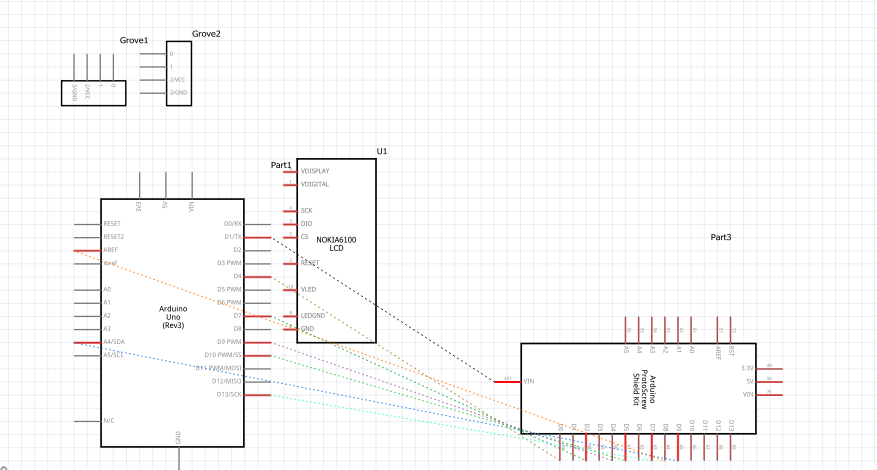 Grove1
Grove2
0
1
2/VCC
3/GND
3/GND
2/VCC
1
0
U1
Part1
VDISPLAY
VDIGITAL
SCK
DIO
CS
NOKIA6100
LCD
RESET
VLED
LEDGND
GND
3V3
5V
VIN
RESET
RESET2
AREF
ioref
A0
A1
A2
A3
A4/SDA
A5/SCL
N/C
GND
Arduino
Uno
(Rev3)
D0/RX
D1/TX
D2
D3 PWM
D4
D5 PWM
D6 PWM
D7
D8
D9 PWM
D10 PWM/SS
D11 PWM/MOSI
D12/MISO
D13/SCK
Part3
A5
A4
A3
A2
A1
A0
AREF
RST
VIN
Arduino
ProtoScrew
Shield Kit
3.3V
5V
VIN
D0
D1
D2
D3
D4
D5
D6
D7
D8
D9
D10
D11
D12
D13